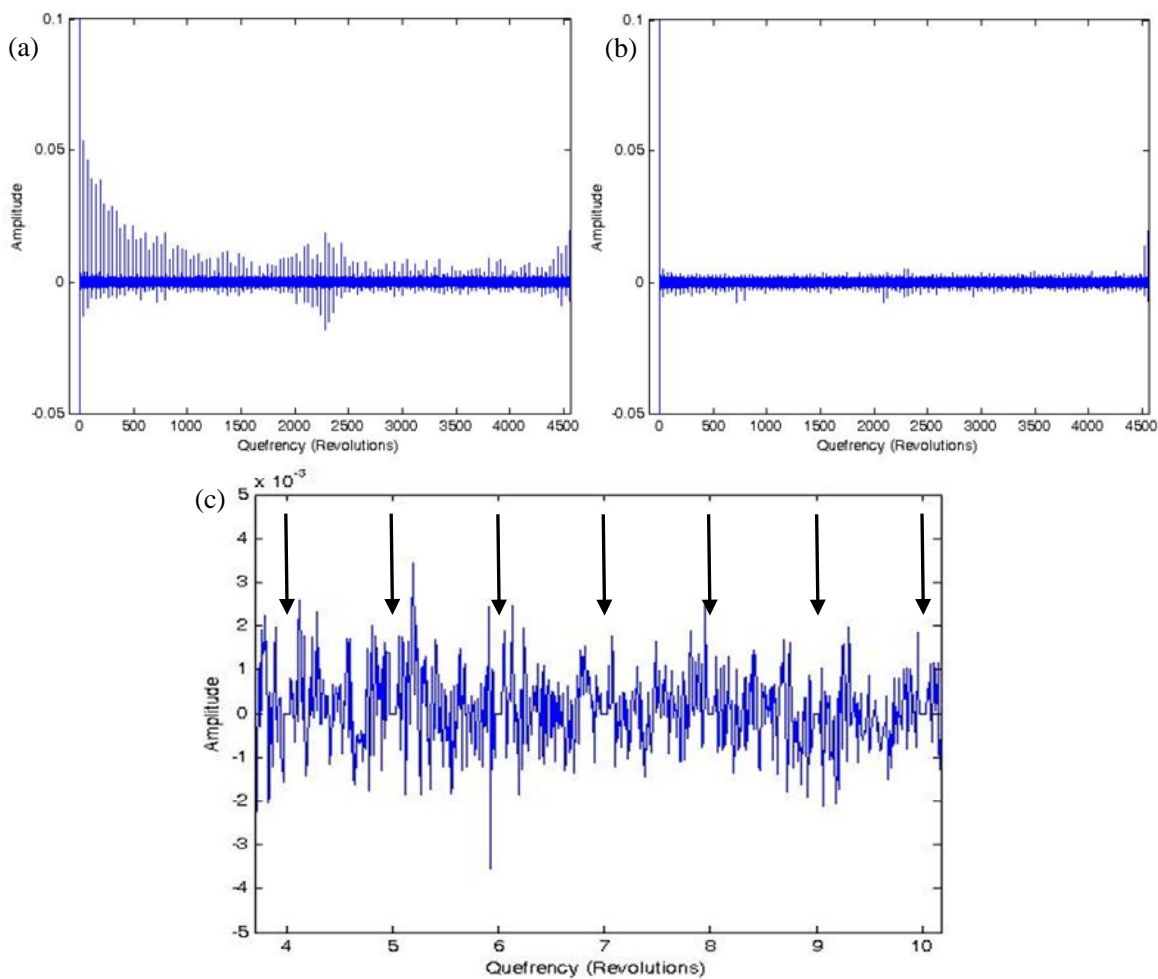 (a)
0.1
0.05
0
-0.05
Amplitude
0 500 1000 1500 2000 2500 3000 3500 4000 4500
Quefrency (Revolutions)
(b)
0.1
0.05
0
-0.05
Amplitude
0 500 1000 1500 2000 2500 3000 3500 4000 4500
Quefrency (Revolutions)
(c)
x 10-3
5
4
3
2
1
0
-1
-2
-3
-4
-5
Amplitude
4 5 6 7 8 9 10
Quefrency (Revolutions)